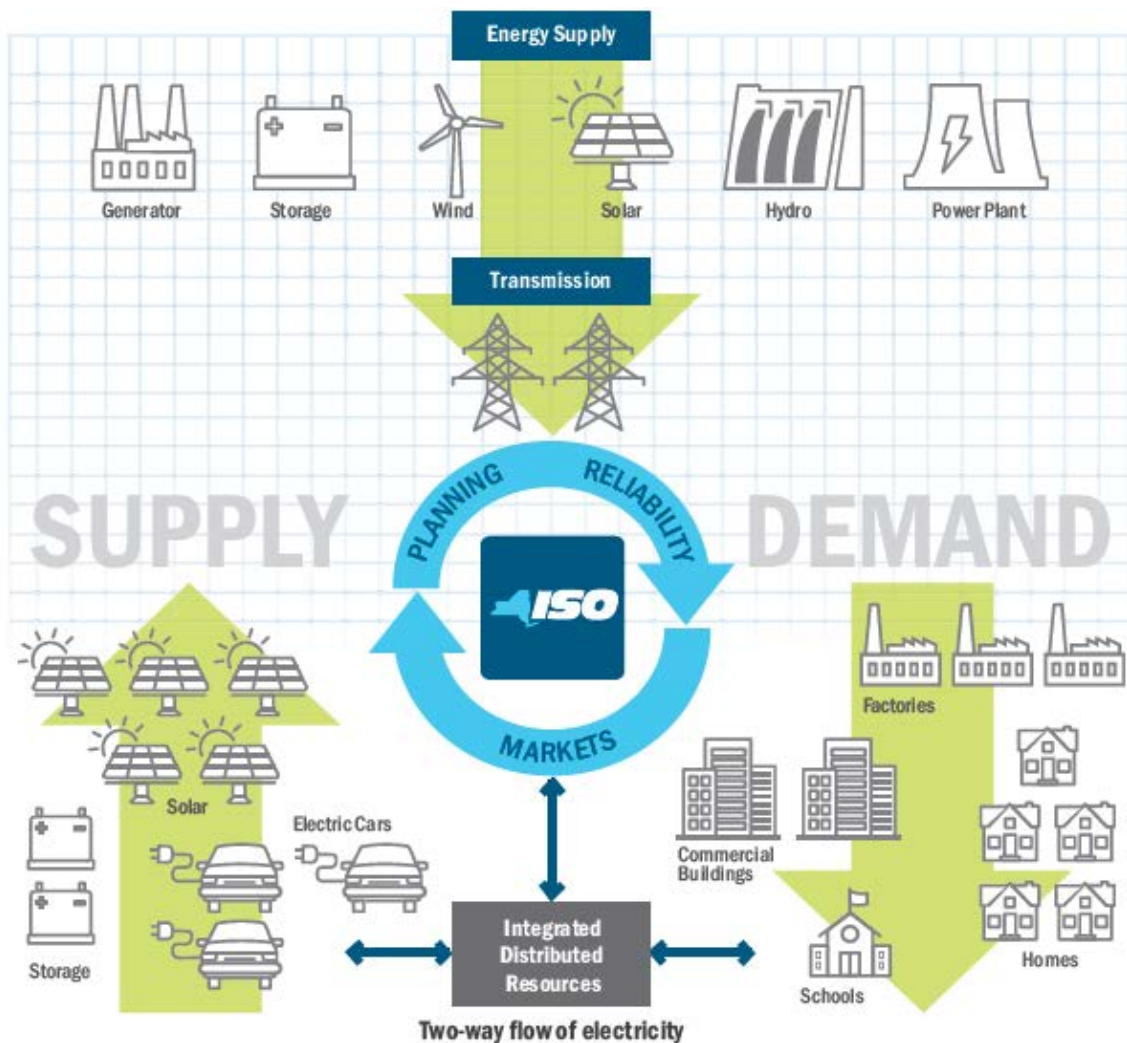 Energy Supply
Generator
Storage
Wind
Solar
Hydro
Power Plant
Transmission
PLANNING
RELIABILITY
SUPPLY
DEMAND
ISO
MARKETS
Solar
Electric Cars
Storage
Factories
Commercial
Buildings
Homes
Schools
Integrated
Distributed
Resources
Two-way flow of electricity